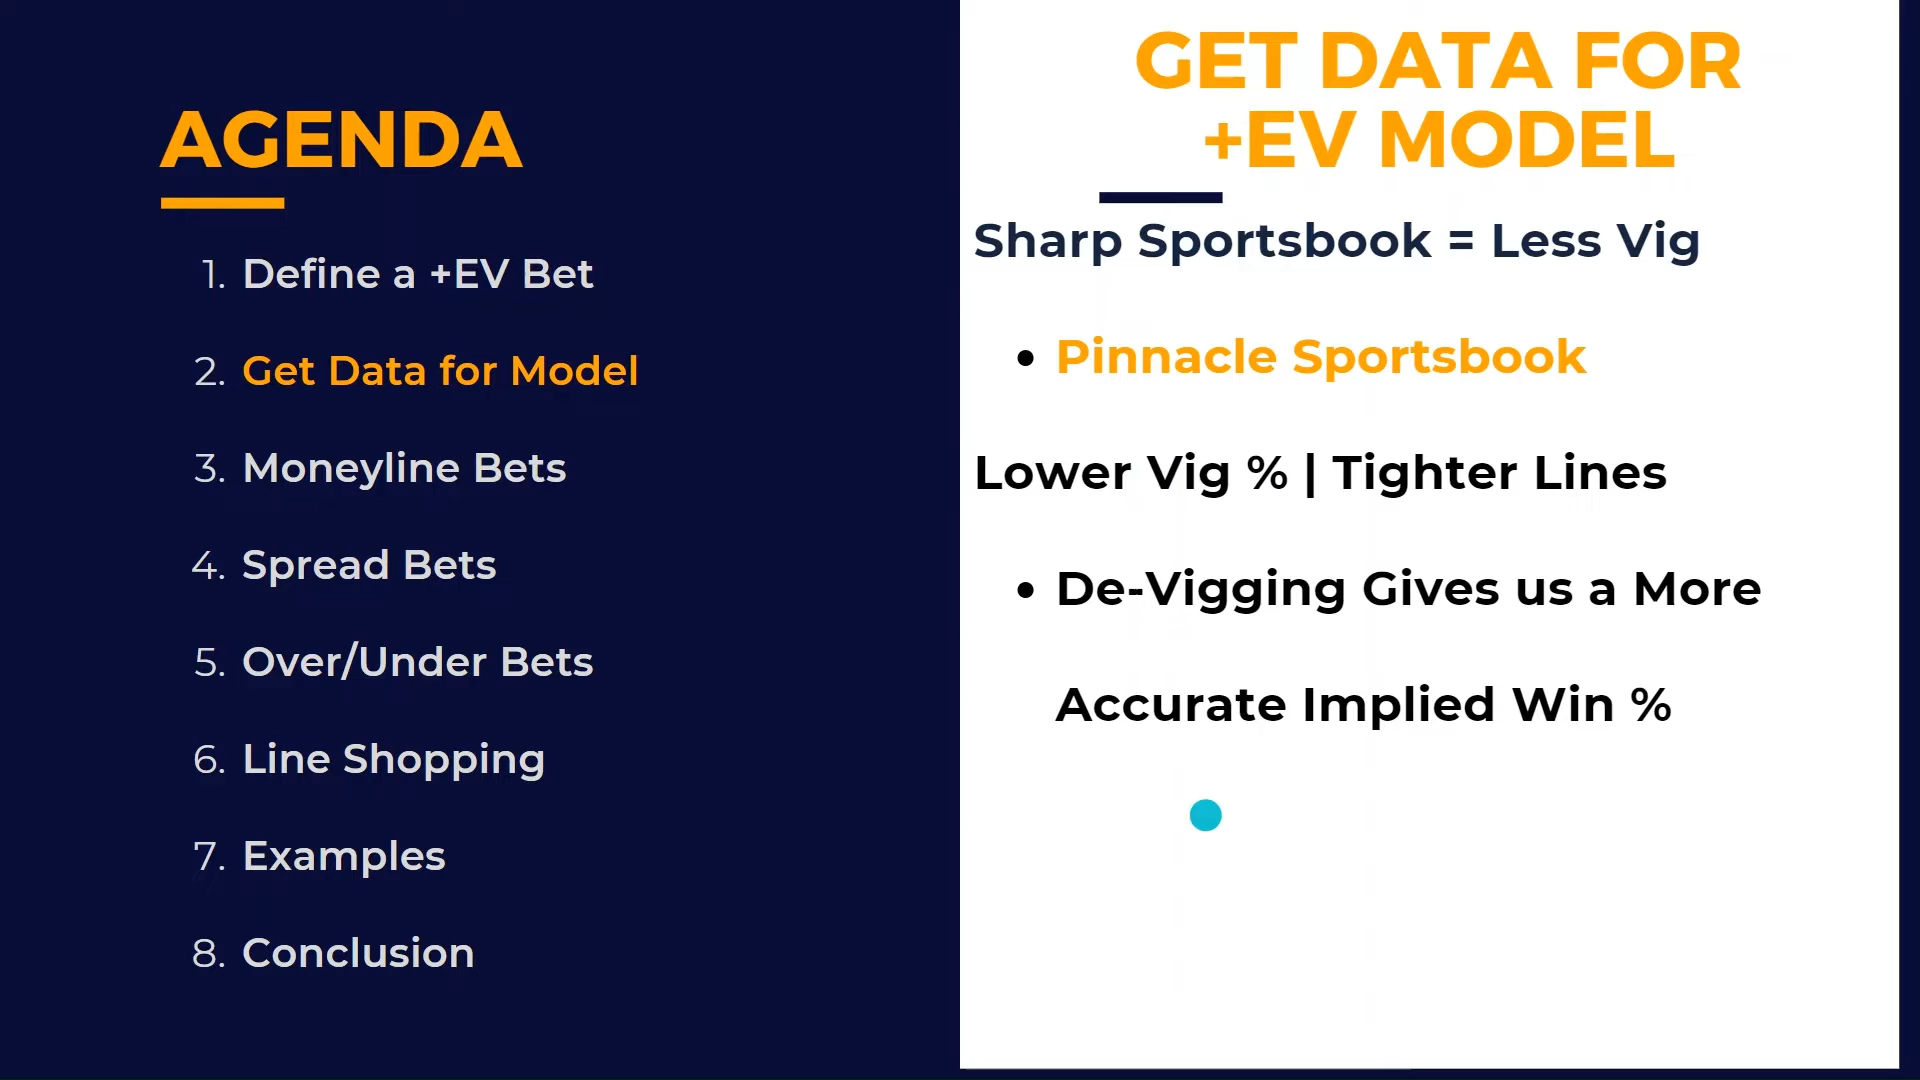 AGENDA
1. Define a +EV Bet
2. Get Data for Model
3. Moneyline Bets
4. Spread Bets
5. Over/Under Bets
6. Line Shopping
7. Examples
8. Conclusion
GET DATA FOR
+EV MODEL
Sharp Sportsbook = Less Vig
• Pinnacle Sportsbook
Lower Vig % | Tighter Lines
• De-Vigging Gives us a More
Accurate Implied Win %